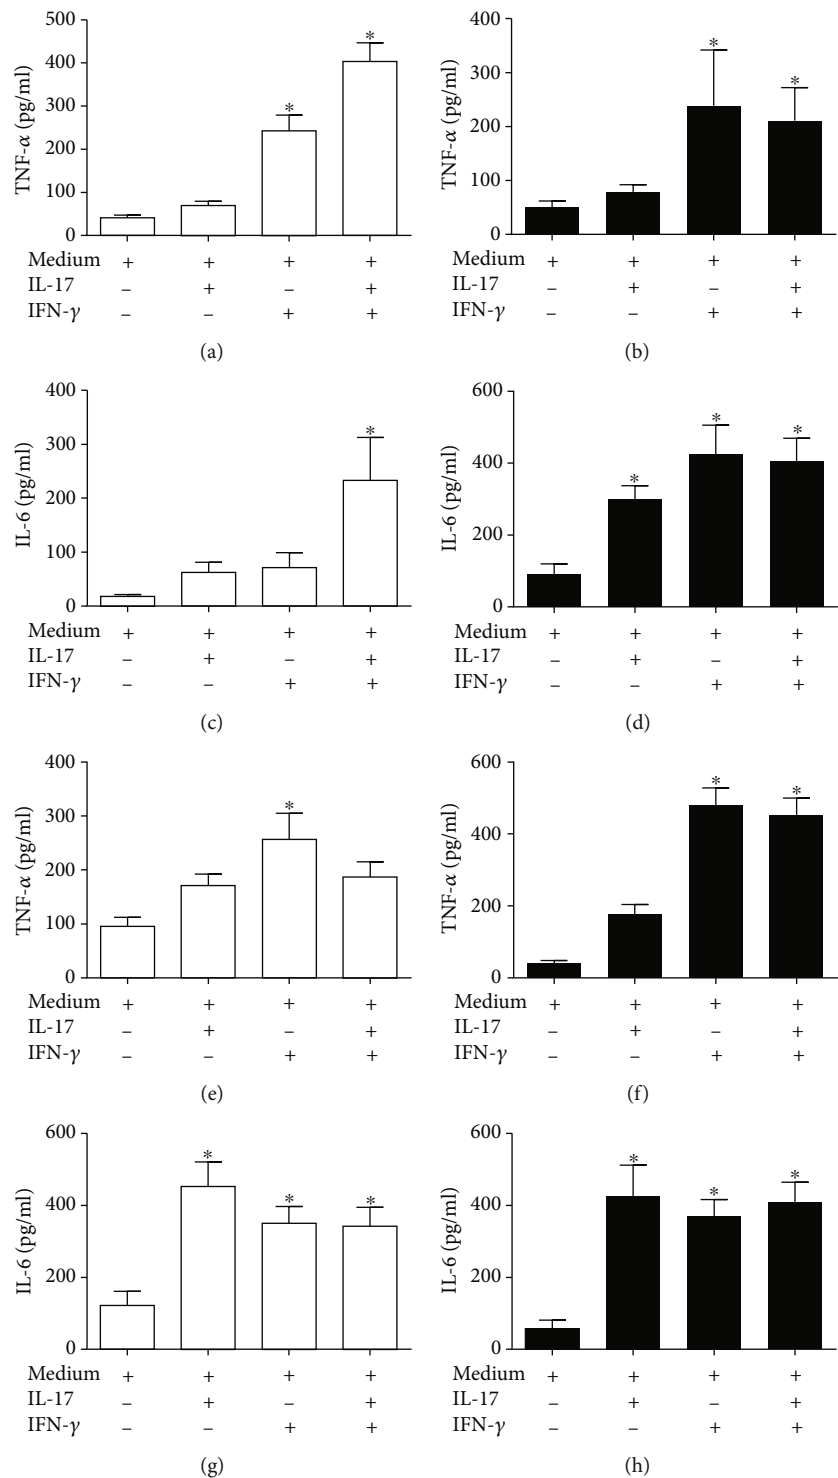 500
400
300
200
100
0
TNF-α (pg/ml)
* *
Medium + + + +
IL-17 – + – +
IFN-γ – – + +
(a)
400
300
200
100
0
TNF-α (pg/ml)
* *
Medium + + + +
IL-17 – + – +
IFN-γ – – + +
(b)
400
300
200
100
0
IL-6 (pg/ml)
*
Medium + + + +
IL-17 – + – +
IFN-γ – – + +
(c)
600
400
200
0
IL-6 (pg/ml)
* * *
Medium + + + +
IL-17 – + – +
IFN-γ – – + +
(d)
400
300
200
100
0
TNF-α (pg/ml)
*
Medium + + + +
IL-17 – + – +
IFN-γ – – + +
(e)
600
400
200
0
TNF-α (pg/ml)
* *
Medium + + + +
IL-17 – + – +
IFN-γ – – + +
(f)
600
400
200
0
IL-6 (pg/ml)
* * *
Medium + + + +
IL-17 – + – +
IFN-γ – – + +
(g)
600
400
200
0
IL-6 (pg/ml)
* * *
Medium + + + +
IL-17 – + – +
IFN-γ – – + +
(h)